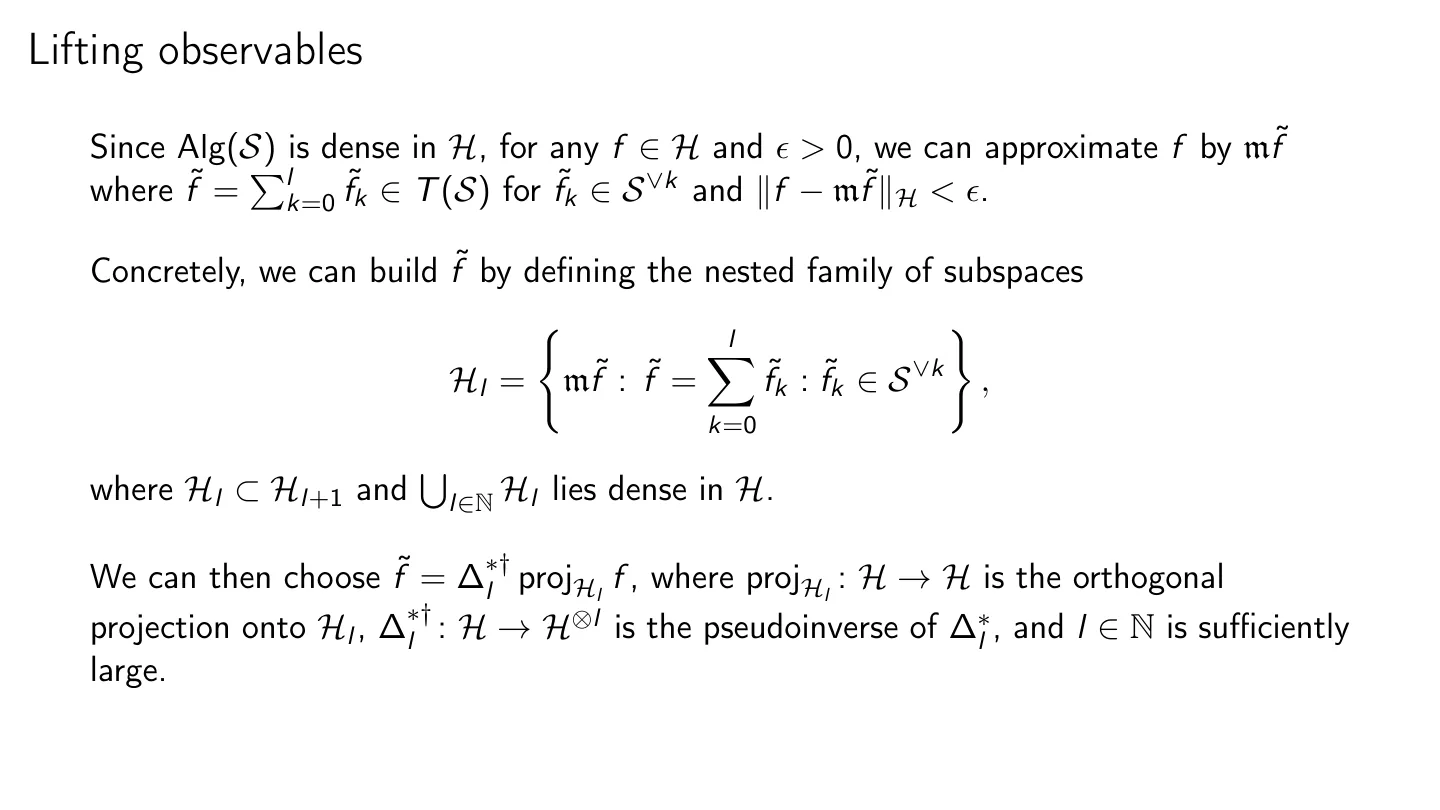 Lifting observables
Since Alg(𝒮) is dense in ℋ, for any f ∈ ℋ and ϵ > 0, we can approximate f by 𝔪f̃
where f̃ = ∑_{k=0}^{l} f̃_k ∈ T(𝒮) for f̃_k ∈ 𝒮^{∨k} and ‖f − 𝔪f̃‖_ℋ < ϵ.
Concretely, we can build f̃ by defining the nested family of subspaces
ℋ_l = { 𝔪f̃ : f̃ = ∑_{k=0}^{l} f̃_k : f̃_k ∈ 𝒮^{∨k} } ,
where ℋ_l ⊂ ℋ_{l+1} and ⋃_{l∈ℕ} ℋ_l lies dense in ℋ.
We can then choose f̃ = Δ_l^{*†} proj_{ℋ_l} f, where proj_{ℋ_l} : ℋ → ℋ is the orthogonal
projection onto ℋ_l, Δ_l^{*†} : ℋ → ℋ^{⊗l} is the pseudoinverse of Δ_l^*, and l ∈ ℕ is sufficiently
large.